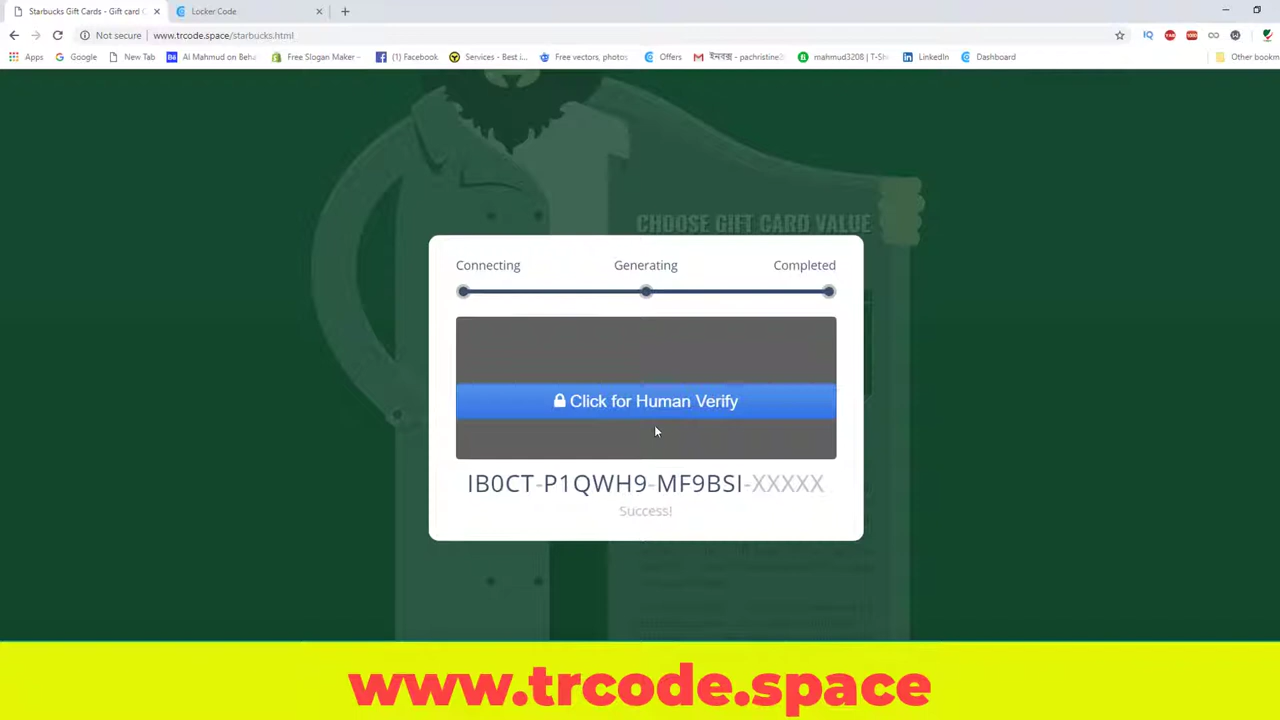 Starbucks Gift Cards - Gift card C
Locker Code
Not secure
www.trcode.space/starbucks.html
Apps
Google
New Tab
Al Mahmud on Beha
Free Slogan Maker -
(1) Facebook
Services - Best i...
Free vectors, photos
Offers
ইনবক্স - pachristine@
mahmud3208 | T-Sh
LinkedIn
Dashboard
Other bookm
CHOOSE GIFT CARD VALUE
Connecting
Generating
Completed
Click for Human Verify
IB0CT-P1QWH9-MF9BSI-XXXXX
Success!
www.trcode.space